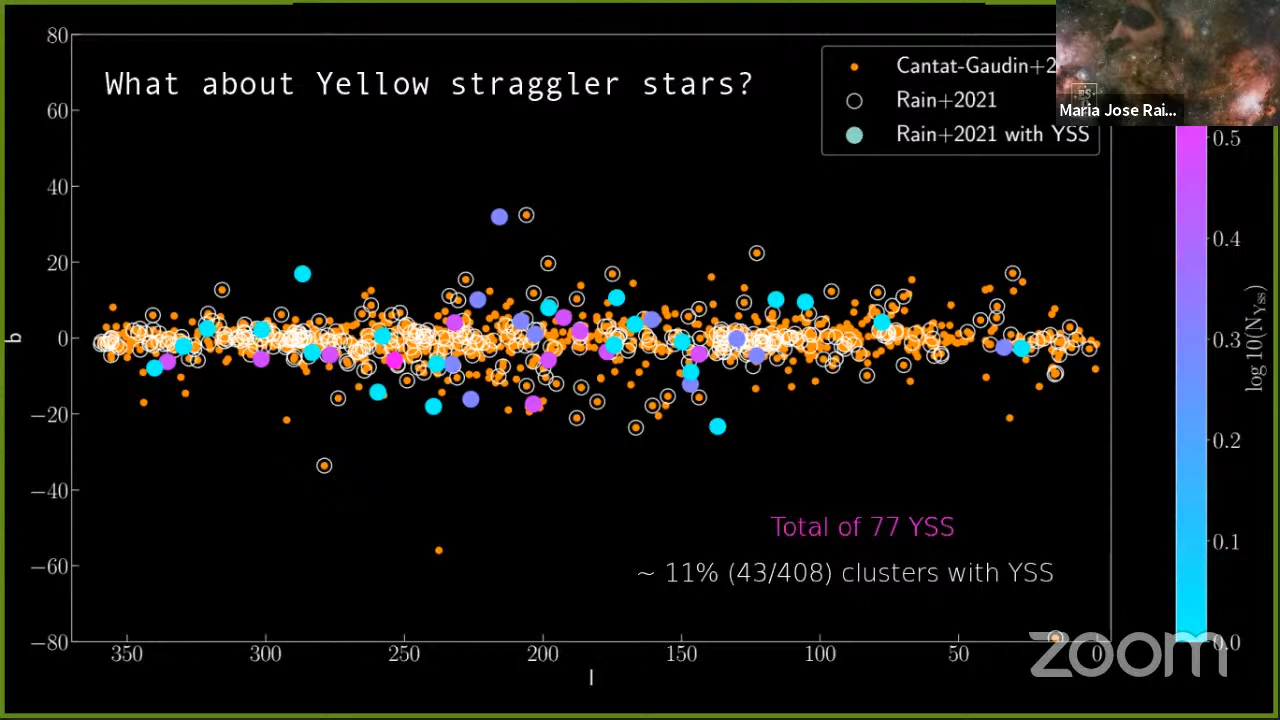 What about Yellow straggler stars?
Cantat-Gaudin+2
Rain+2021
Rain+2021 with YSS
Maria Jose Rai...
80
60
40
20
0
−20
−40
−60
−80
b
350
300
250
200
150
100
50
0
l
Total of 77 YSS
~ 11% (43/408) clusters with YSS
0.5
0.4
0.3
0.2
0.1
0.0
log 10(N_YSS)
zoom